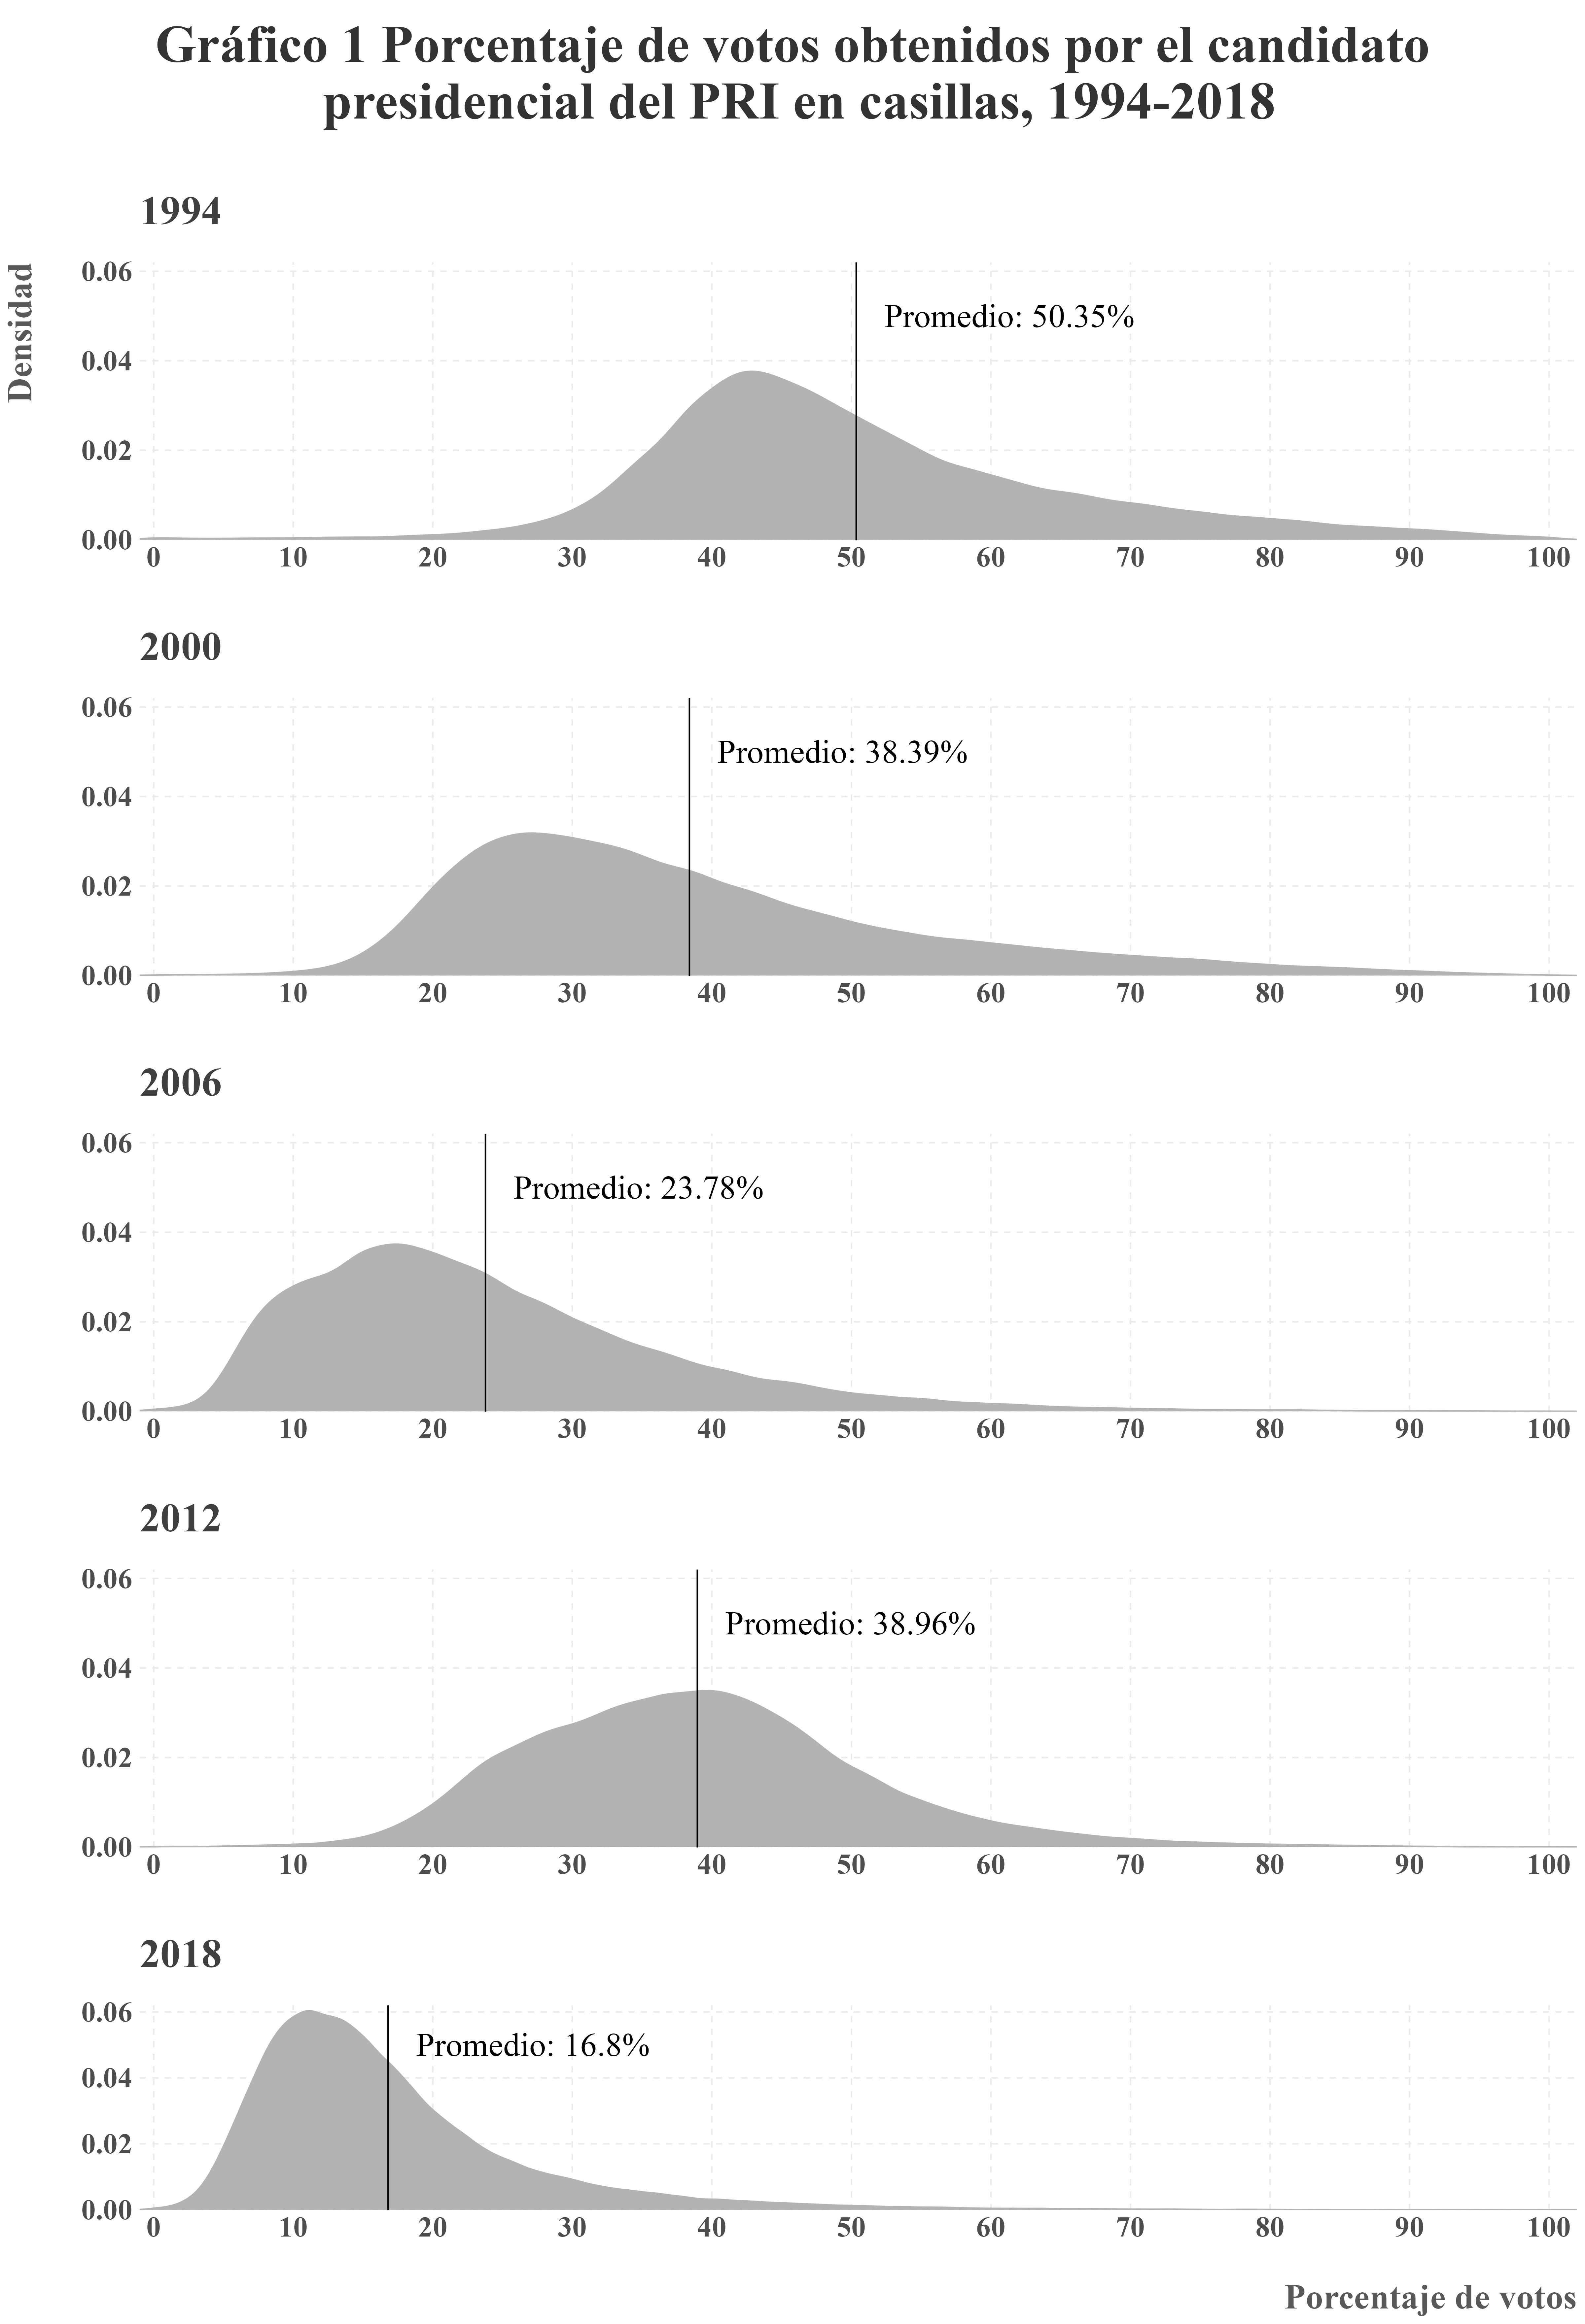 Gráfico 1 Porcentaje de votos obtenidos por el candidato
presidencial del PRI en casillas, 1994-2018
1994
Densidad
0.06
Promedio: 50.35%
0.04
0.02
0.00
0 10 20 30 40 50 60 70 80 90 100
2000
0.06
Promedio: 38.39%
0.04
0.02
0.00
0 10 20 30 40 50 60 70 80 90 100
2006
0.06
Promedio: 23.78%
0.04
0.02
0.00
0 10 20 30 40 50 60 70 80 90 100
2012
0.06
Promedio: 38.96%
0.04
0.02
0.00
0 10 20 30 40 50 60 70 80 90 100
2018
0.06
Promedio: 16.8%
0.04
0.02
0.00
0 10 20 30 40 50 60 70 80 90 100
Porcentaje de votos